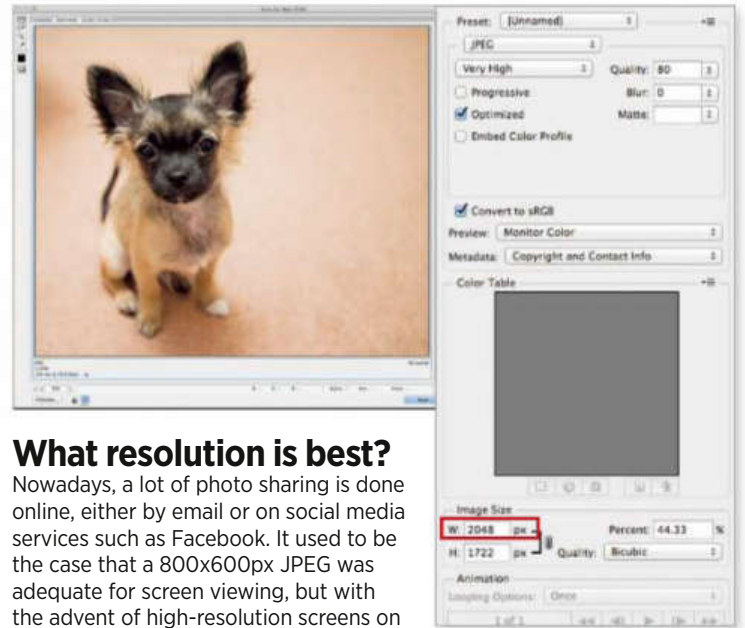 Preset: [Unnamed]
JPEG
Very High Quality: 80
Progressive Blur: 0
Optimized Matte:
Embed Color Profile
Convert to sRGB
Preview: Monitor Color
Metadata: Copyright and Contact Info
Color Table
Image Size
W: 2048 px Percent: 44.33 %
H: 1722 px Quality: Bicubic
Animation
Looping Options: Once
1 of 1
What resolution is best?
Nowadays, a lot of photo sharing is done
online, either by email or on social media
services such as Facebook. It used to be
the case that a 800x600px JPEG was
adequate for screen viewing, but with
the advent of high-resolution screens on